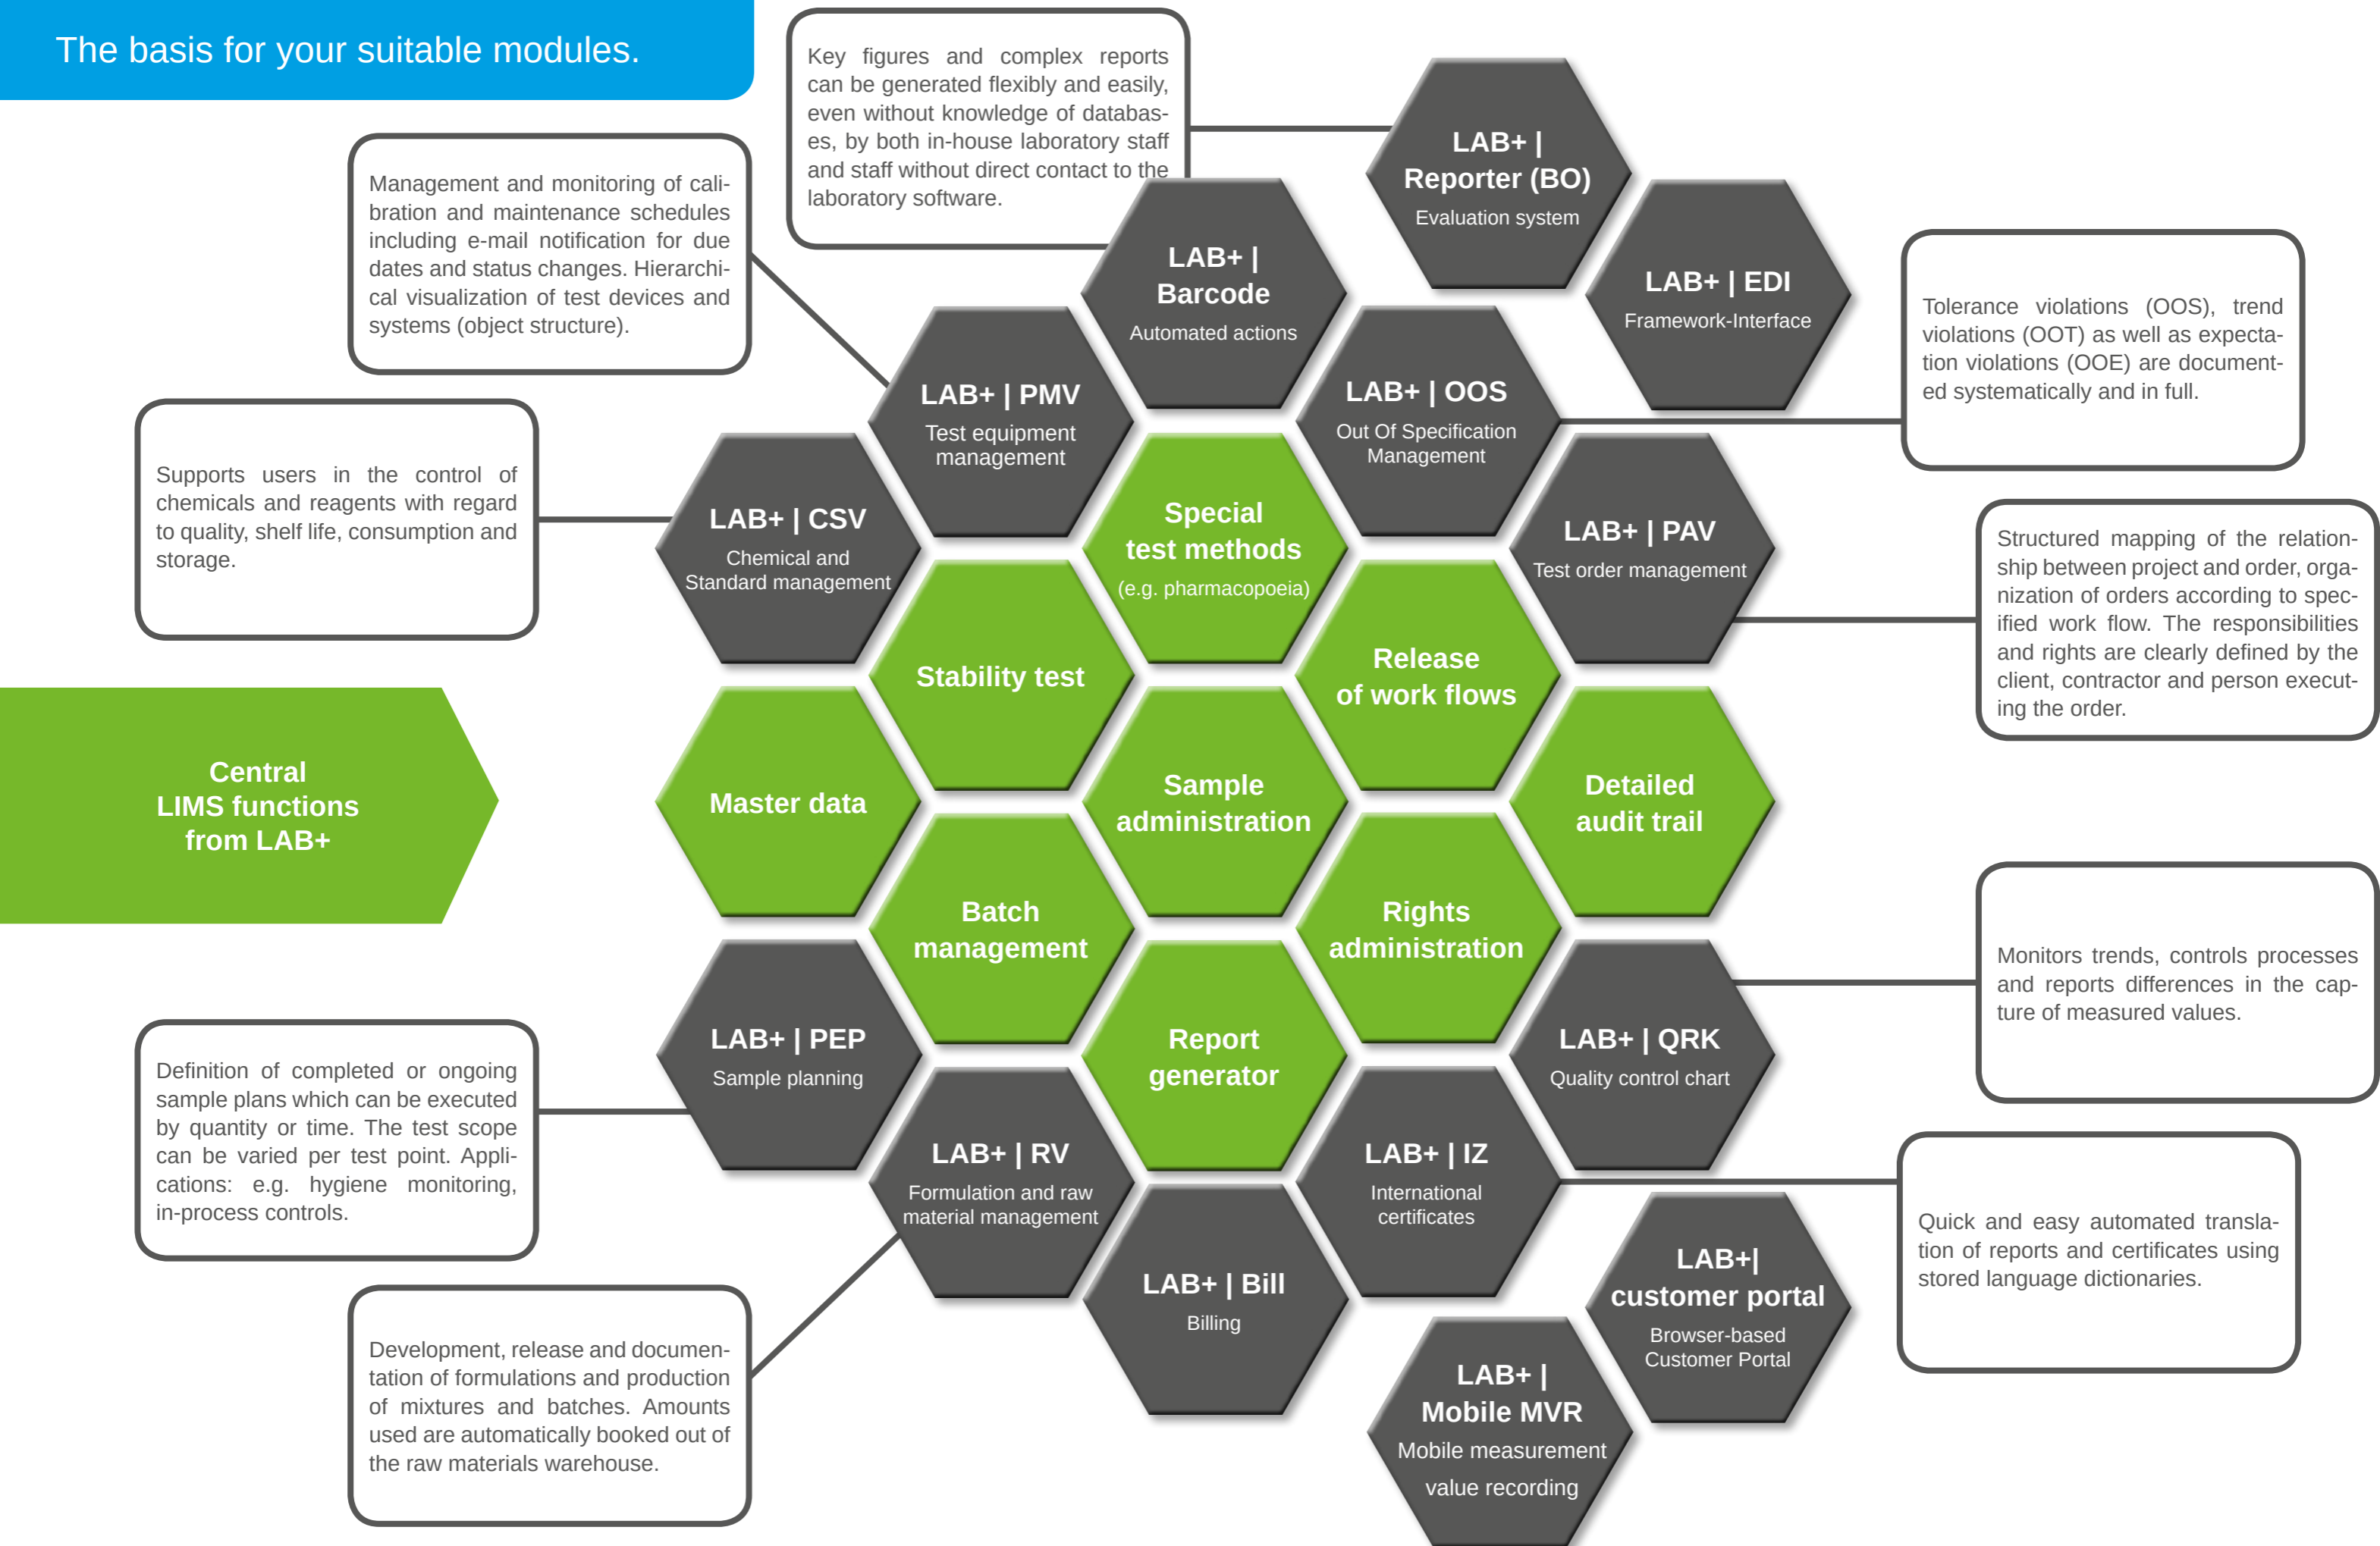 The basis for your suitable modules.
Key figures and complex reports
can be generated flexibly and easily,
even without knowledge of databas-
es, by both in-house laboratory staff
and staff without direct contact to the
laboratory software.
LAB+ |
Reporter (BO)
Evaluation system
Management and monitoring of cali-
bration and maintenance schedules
including e-mail notification for due
dates and status changes. Hierarchi-
cal visualization of test devices and
systems (object structure).
LAB+ |
Barcode
Automated actions
LAB+ | EDI
Framework-Interface
Tolerance violations (OOS), trend
violations (OOT) as well as expecta-
tion violations (OOE) are document-
ed systematically and in full.
LAB+ | PMV
Test equipment
management
LAB+ | OOS
Out Of Specification
Management
Supports users in the control of
chemicals and reagents with regard
to quality, shelf life, consumption and
storage.
LAB+ | CSV
Chemical and
Standard management
Special
test methods
(e.g. pharmacopoeia)
LAB+ | PAV
Test order management
Structured mapping of the relation-
ship between project and order, orga-
nization of orders according to spec-
ified work flow. The responsibilities
and rights are clearly defined by the
client, contractor and person execut-
ing the order.
Stability test
Release
of work flows
Central
LIMS functions
from LAB+
Master data
Sample
administration
Detailed
audit trail
Batch
management
Rights
administration
Monitors trends, controls processes
and reports differences in the cap-
ture of measured values.
LAB+ | PEP
Sample planning
Report
generator
LAB+ | QRK
Quality control chart
Definition of completed or ongoing
sample plans which can be executed
by quantity or time. The test scope
can be varied per test point. Appli-
cations: e.g. hygiene monitoring,
in-process controls.
LAB+ | RV
Formulation and raw
material management
LAB+ | IZ
International
certificates
Quick and easy automated transla-
tion of reports and certificates using
stored language dictionaries.
LAB+ | Bill
Billing
LAB+|
customer portal
Browser-based
Customer Portal
Development, release and documen-
tation of formulations and production
of mixtures and batches. Amounts
used are automatically booked out of
the raw materials warehouse.
LAB+ |
Mobile MVR
Mobile measurement
value recording